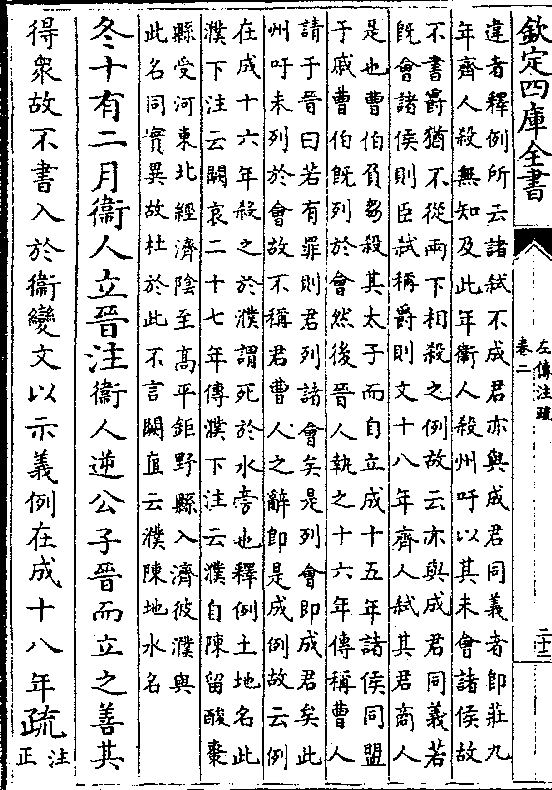 欽定四庫全書
左傳注疏
卷二
二十三
違者釋例所云諸弑不成君亦與成君同義者即莊九
年齊人殺無知及此年衛人殺州吁以其未會諸侯故
不書爵猶不從兩下相殺之例故云亦與成君同義若
既會諸侯則臣弑稱爵則文十八年齊人弑其君商人
是也曹伯負芻殺其太子而自立成十五年諸侯同盟
于戚曹伯既列於會然後晉人執之十六年傳稱曹人
請于晉曰若有罪則君列諸會矣是列會即成君矣此
州吁未列於會故不稱君曹人之辭即是成例故云例
在成十六年殺之於濮謂死於水旁也釋例土地名此
濮下注云闕哀二十七年傳濮下注云濮自陳留酸棗
縣受河東北經濟陰至高平鉅野縣入濟彼濮與
此名同實異故杜於此不言闕直云濮陳地水名
冬十有二月衞人立晉注衞人逆公子晉而立之善其
得衆故不書入於衞變文以示義例在成十八年疏注
正